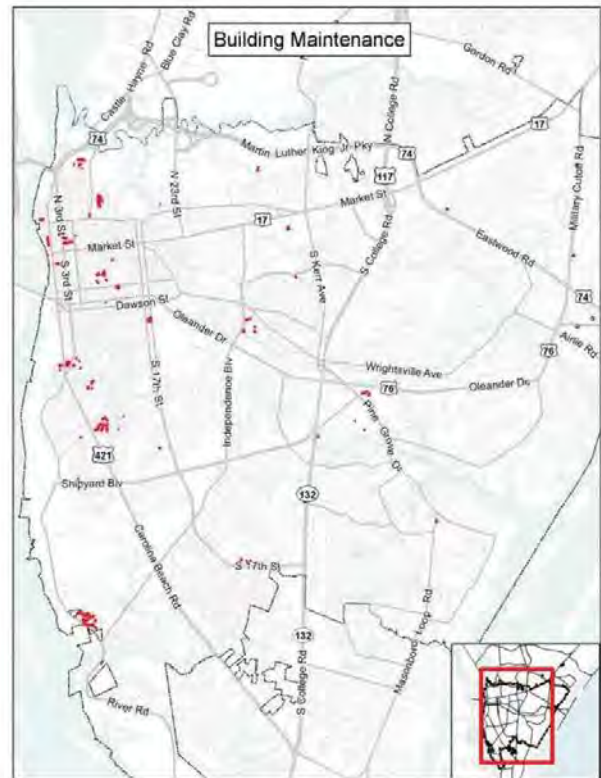 Building Maintenance
Castle Hayne Rd
Blue Clay Rd
Gordon Rd
N College Rd
17
74
Martin Luther King Jr Pky
74
117
Military Cutoff Rd
N 3rd St
N 23rd St
17
Market St
Market St
S College Rd
Eastwood Rd
S 3rd St
S Kerr Ave
Dawson St
74
Oleander Dr
Airlie Rd
76
Wrightsville Ave
S 17th St
Independence Blv
76
Oleander Dr
Pine Grove Dr
421
Shipyard Blv
132
Carolina Beach Rd
S 17th St
Masonboro Loop Rd
132
S College Rd
River Rd